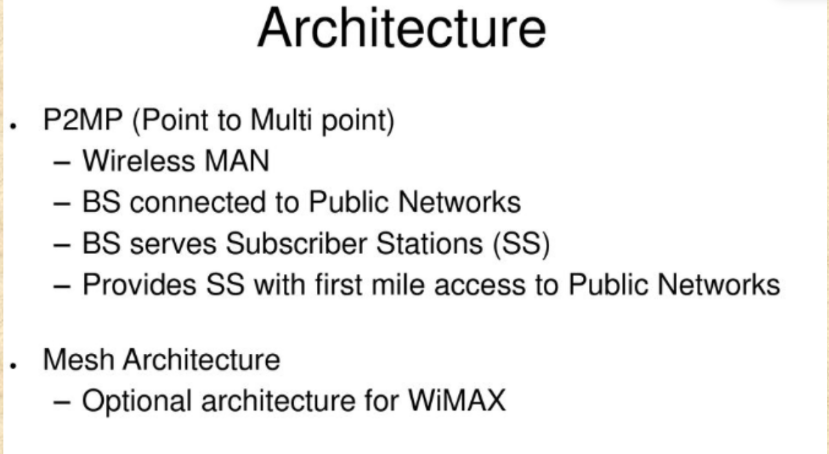 Architecture
• P2MP (Point to Multi point)
– Wireless MAN
– BS connected to Public Networks
– BS serves Subscriber Stations (SS)
– Provides SS with first mile access to Public Networks
• Mesh Architecture
– Optional architecture for WiMAX